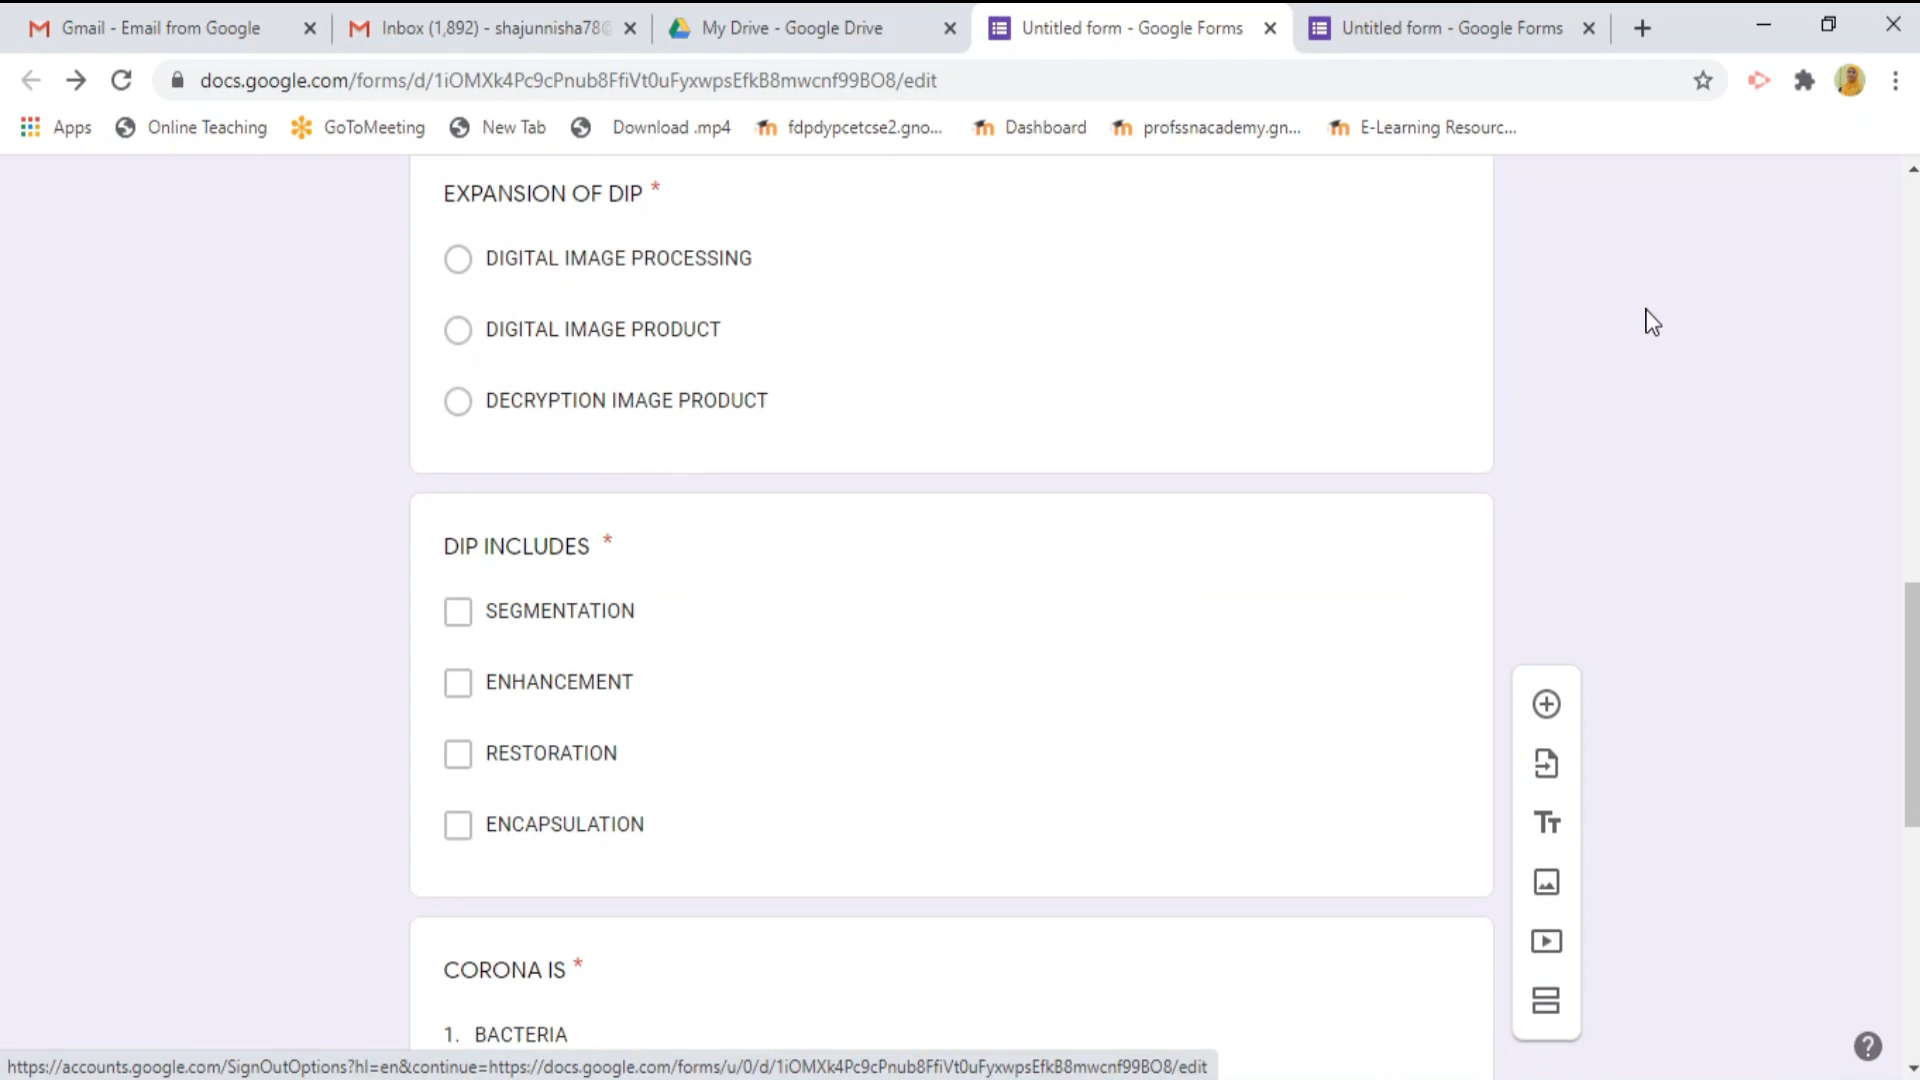 Gmail - Email from Google
Inbox (1,892) - shajunnisha78@
My Drive - Google Drive
Untitled form - Google Forms
Untitled form - Google Forms
docs.google.com/forms/d/1iOMXk4Pc9cPnub8FfiVt0uFyxwpsEfkB8mwcnf99BO8/edit
Apps
Online Teaching
GoToMeeting
New Tab
Download .mp4
fdpdypcetcse2.gno...
Dashboard
profssnacademy.gn...
E-Learning Resourc...
EXPANSION OF DIP *
DIGITAL IMAGE PROCESSING
DIGITAL IMAGE PRODUCT
DECRYPTION IMAGE PRODUCT
DIP INCLUDES *
SEGMENTATION
ENHANCEMENT
RESTORATION
ENCAPSULATION
CORONA IS *
1. BACTERIA
https://accounts.google.com/SignOutOptions?hl=en&continue=https://docs.google.com/forms/u/0/d/1iOMXk4Pc9cPnub8FfiVt0uFyxwpsEfkB8mwcnf99BO8/edit